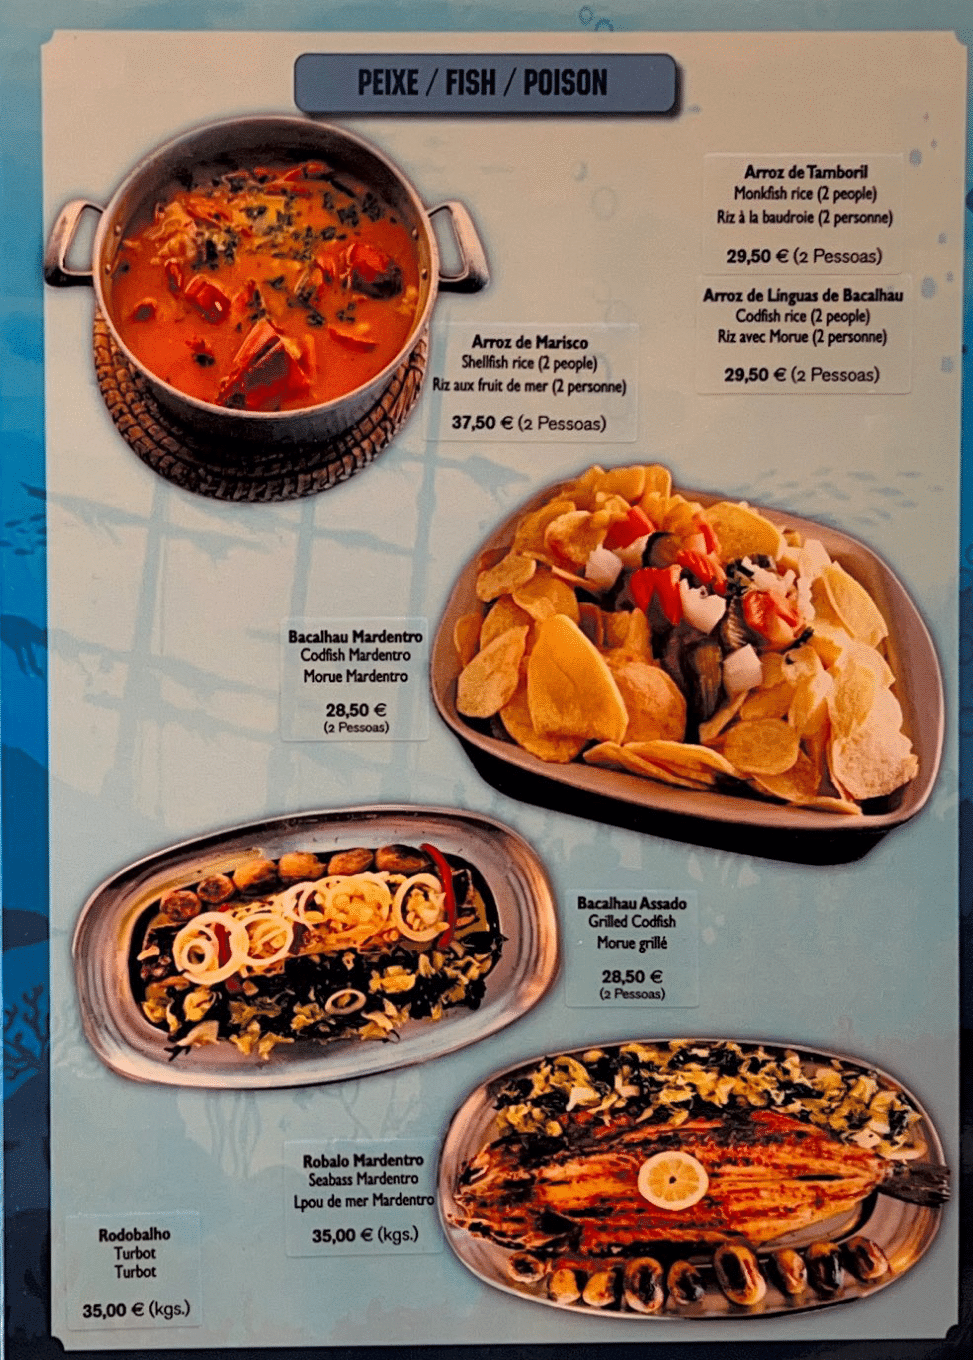 PEIXE / FISH / POISON
Arroz de Tamboril
Monkfish rice (2 people)
Riz à la baudroie (2 personne)
29,50 € (2 Pessoas)
Arroz de Línguas de Bacalhau
Codfish rice (2 people)
Riz avec Morue (2 personne)
29,50 € (2 Pessoas)
Arroz de Marisco
Shellfish rice (2 people)
Riz aux fruit de mer (2 personne)
37,50 € (2 Pessoas)
Bacalhau Mardentro
Codfish Mardentro
Morue Mardentro
28,50 €
(2 Pessoas)
Bacalhau Assado
Grilled Codfish
Morue grillé
28,50 €
(2 Pessoas)
Robalo Mardentro
Seabass Mardentro
Lpou de mer Mardentro
35,00 € (kgs.)
Rodobalho
Turbot
Turbot
35,00 € (kgs.)